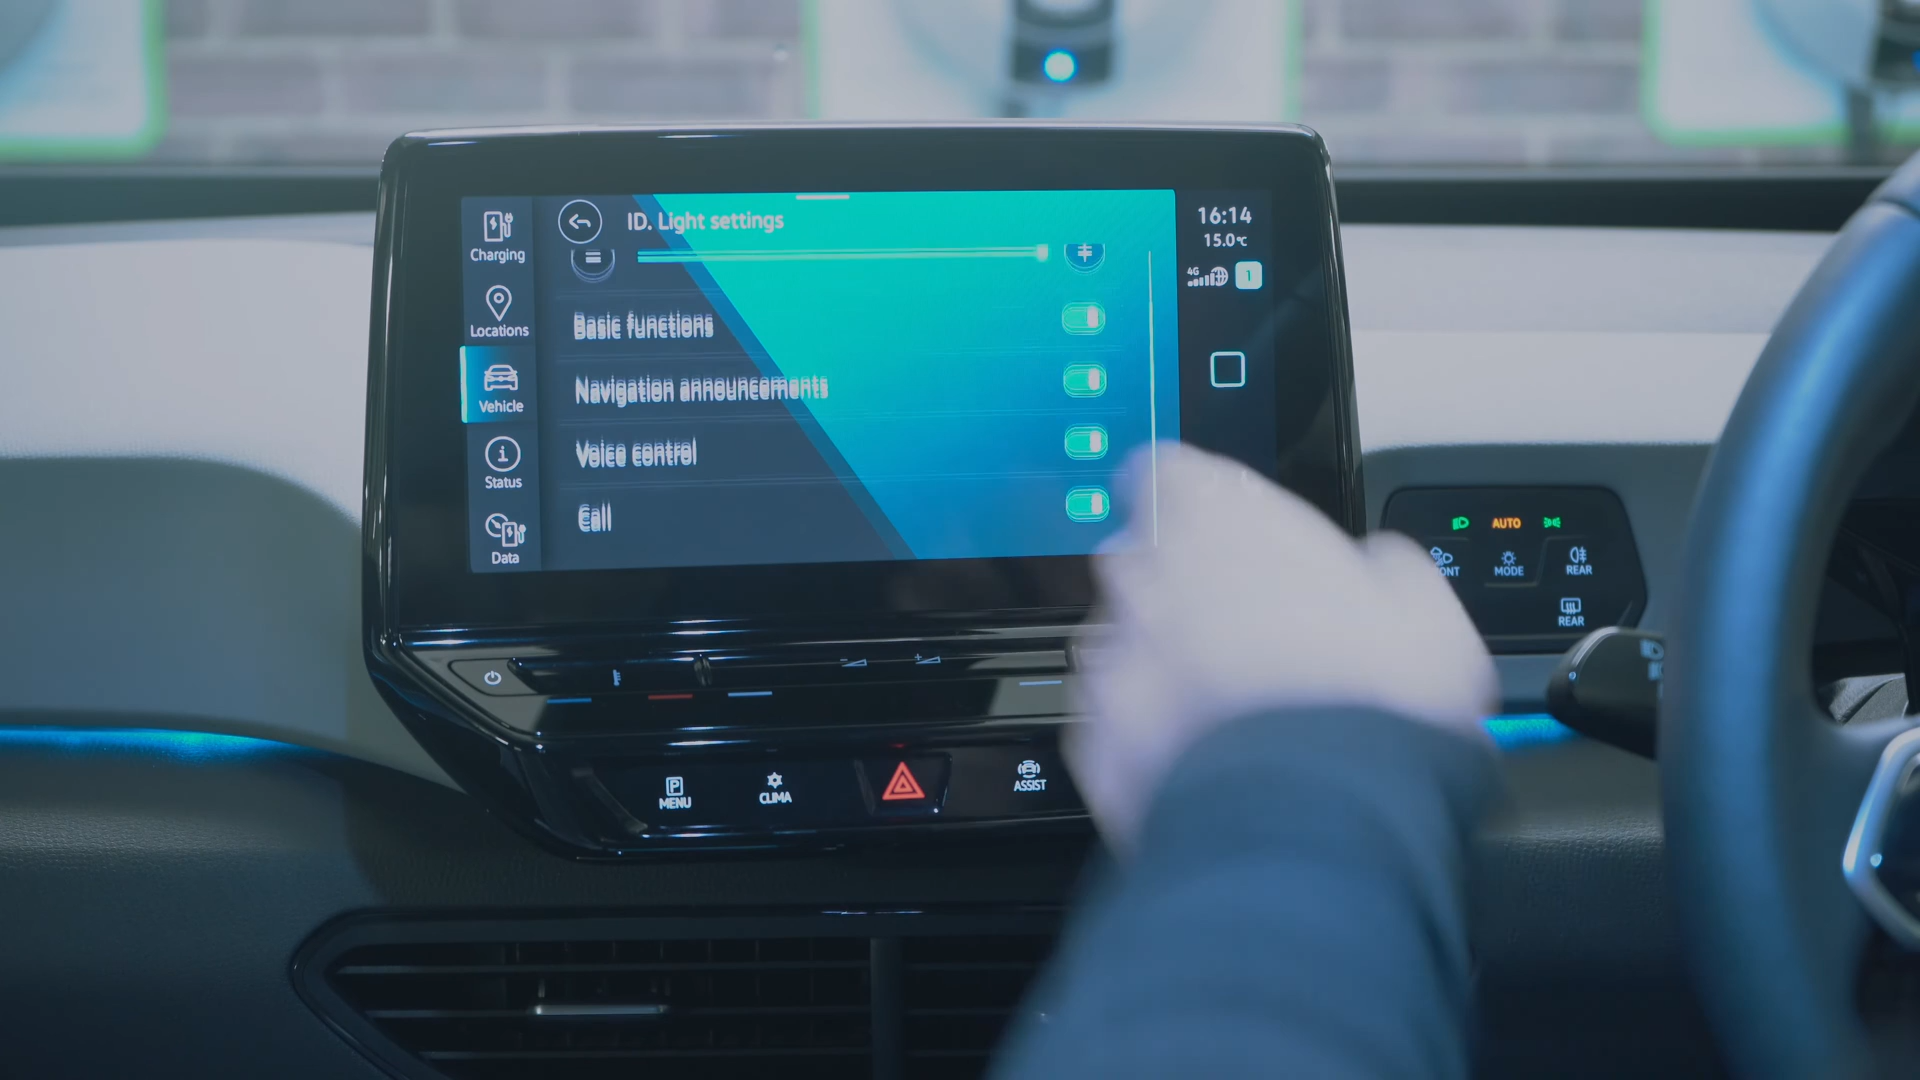 ID. Light settings
Charging
Locations
Vehicle
Status
Data
Basic functions
Navigation announcements
Voice control
Call
16:14
15.0°C
4G
1
AUTO
MODE
REAR
REAR
P
MENU
CLIMA
ASSIST